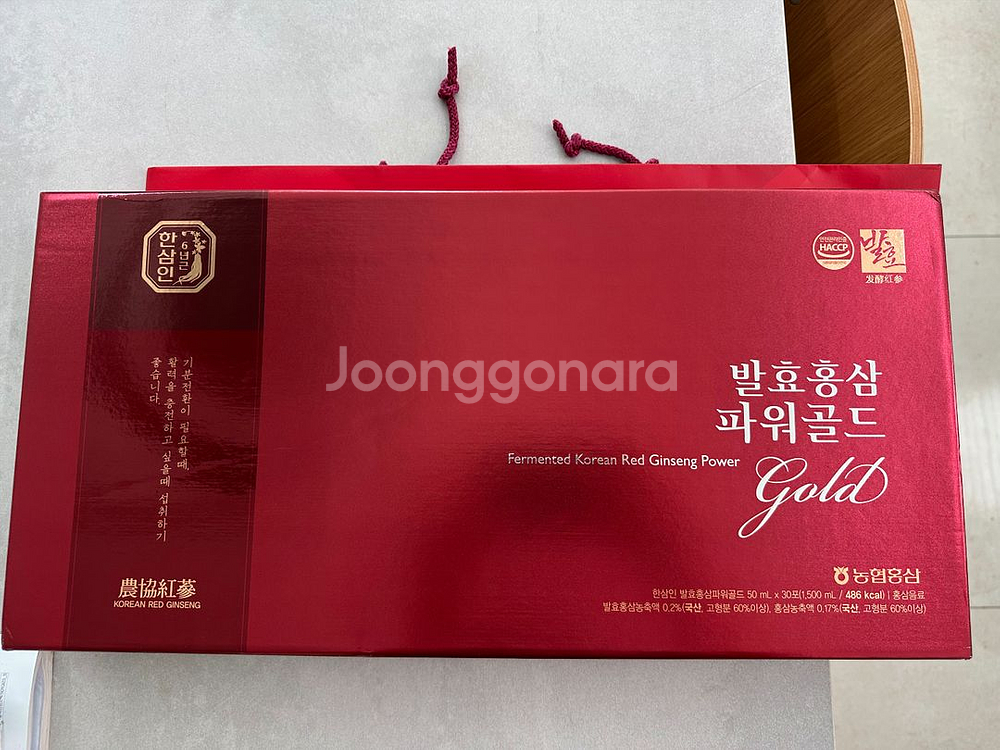 6년근
한삼인
기분전환이 필요할때,
활력을 충전하고 싶을때 섭취하기
좋습니다.
農協紅蔘
KOREAN RED GINSENG
HACCP
발효
发酵红参
Joonggonara
발효홍삼
파워골드
Fermented Korean Red Ginseng Power
Gold
농협홍삼
한삼인 발효홍삼파워골드 50 mL x 30포(1,500 mL / 486 kcal) | 홍삼음료
발효홍삼농축액 0.2%(국산, 고형분 60%이상), 홍삼농축액 0.17%(국산, 고형분 60%이상)